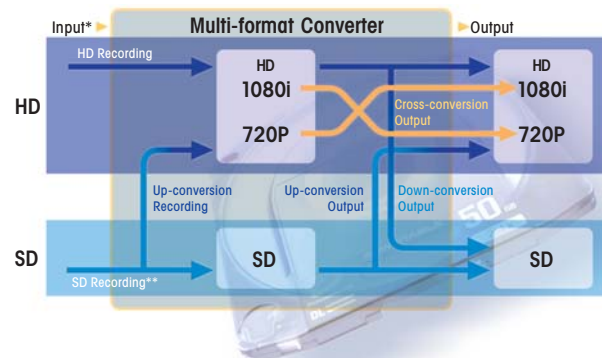 Input*
Multi-format Converter
Output
HD
HD Recording
HD
1080i
720P
Cross-conversion
Output
HD
1080i
720P
Up-conversion
Recording
Up-conversion
Output
Down-conversion
Output
50
SD
SD Recording**
SD
SD